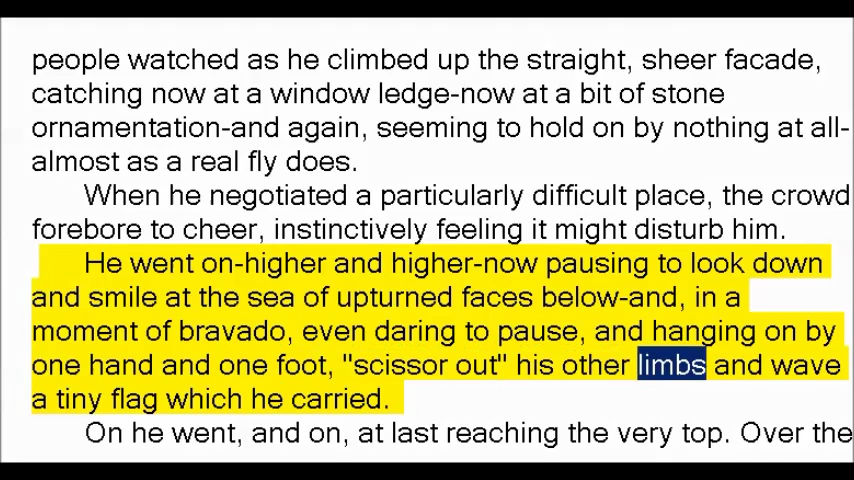 people watched as he climbed up the straight, sheer facade,
catching now at a window ledge-now at a bit of stone
ornamentation-and again, seeming to hold on by nothing at all-
almost as a real fly does.
When he negotiated a particularly difficult place, the crowd
forebore to cheer, instinctively feeling it might disturb him.
He went on-higher and higher-now pausing to look down
and smile at the sea of upturned faces below-and, in a
moment of bravado, even daring to pause, and hanging on by
one hand and one foot, "scissor out" his other limbs and wave
a tiny flag which he carried.
On he went, and on, at last reaching the very top. Over the